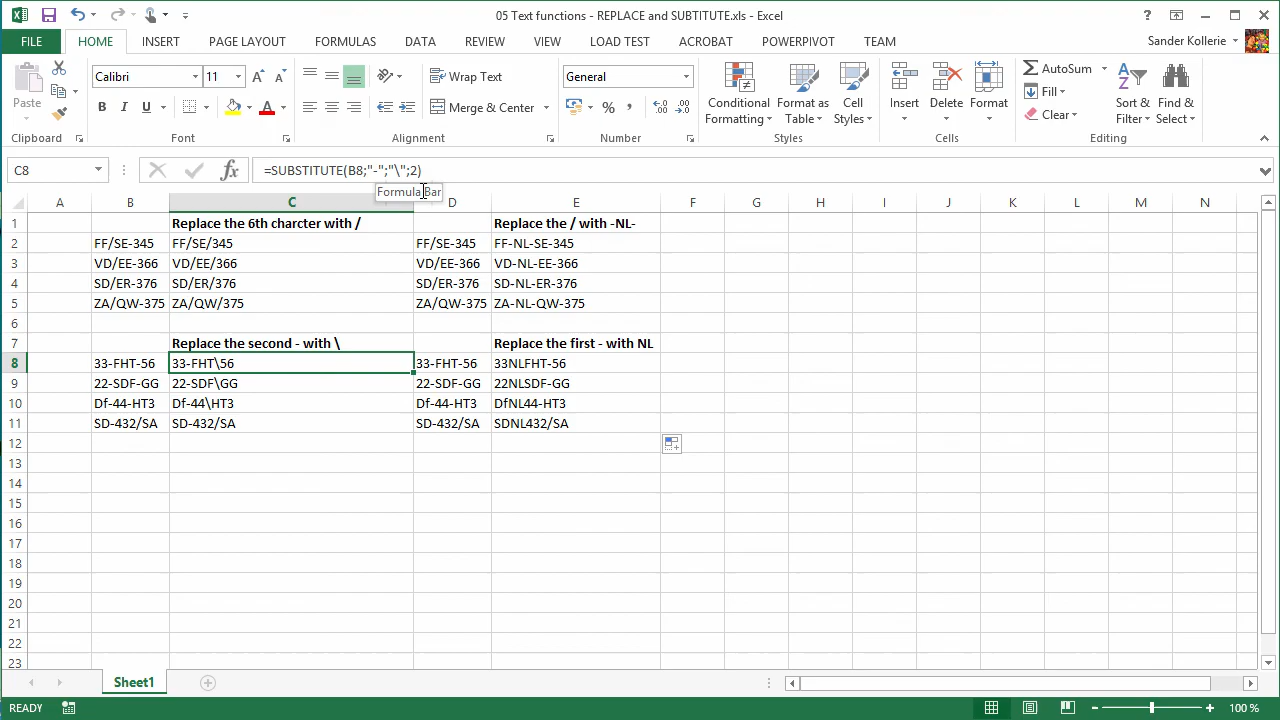 05 Text functions - REPLACE and SUBTITUTE.xls - Excel
FILE HOME INSERT PAGE LAYOUT FORMULAS DATA REVIEW VIEW LOAD TEST ACROBAT POWERPIVOT TEAM Sander Kollerie
Paste
Clipboard
Calibri 11
B I U A
Font
Wrap Text
Merge & Center
Alignment
General
% ,
Number
Conditional Formatting
Format as Table
Cell Styles
Styles
Insert
Delete
Format
Cells
AutoSum
Fill
Clear
Sort & Filter
Find & Select
Editing
C8 fx =SUBSTITUTE(B8;"-";"\";2)
Formula Bar
A B C D E F G H I J K L M N
1 Replace the 6th charcter with / Replace the / with -NL-
2 FF/SE-345 FF/SE/345 FF/SE-345 FF-NL-SE-345
3 VD/EE-366 VD/EE/366 VD/EE-366 VD-NL-EE-366
4 SD/ER-376 SD/ER/376 SD/ER-376 SD-NL-ER-376
5 ZA/QW-375 ZA/QW/375 ZA/QW-375 ZA-NL-QW-375
6
7 Replace the second - with \ Replace the first - with NL
8 33-FHT-56 33-FHT\56 33-FHT-56 33NLFHT-56
9 22-SDF-GG 22-SDF\GG 22-SDF-GG 22NLSDF-GG
10 Df-44-HT3 Df-44\HT3 Df-44-HT3 DfNL44-HT3
11 SD-432/SA SD-432/SA SD-432/SA SDNL432/SA
12
13
14
15
16
17
18
19
20
21
22
23
Sheet1
READY 100 %